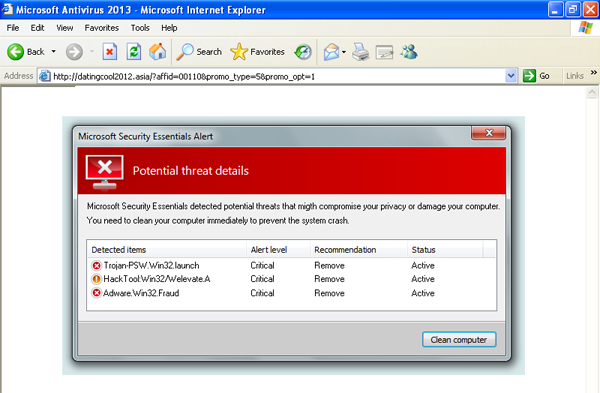 Microsoft Antivirus 2013 - Microsoft Internet Explorer
File Edit View Favorites Tools Help
Back Search Favorites
Address http://datingcool2012.asia/?affid=00110&promo_type=5&promo_opt=1 Go Links »
Microsoft Security Essentials Alert
Potential threat details
Microsoft Security Essentials detected potential threats that migth compromise your privacy or damage your computer.
You need to clean your computer immediately to prevent the system crash.
Detected items Alert level Recommendation Status
Trojan-PSW.Win32.launch Critical Remove Active
HackTool:Win32/Welevate.A Critical Remove Active
Adware.Win32.Fraud Critical Remove Active
Clean computer